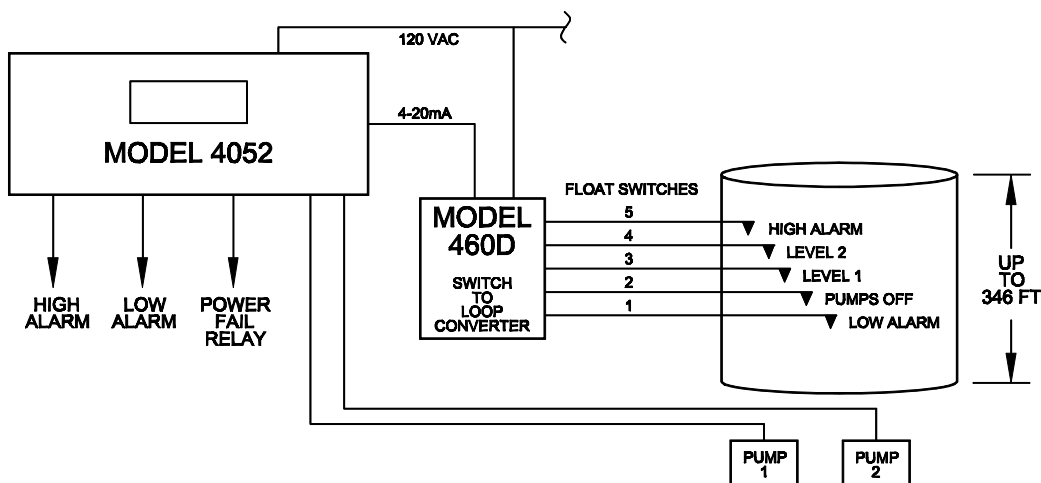 120 VAC
4-20mA
MODEL 4052
FLOAT SWITCHES
MODEL
460D
SWITCH
TO
LOOP
CONVERTER
5
HIGH ALARM
4
LEVEL 2
3
LEVEL 1
2
PUMPS OFF
1
LOW ALARM
UP
TO
346 FT
HIGH
ALARM
LOW
ALARM
POWER
FAIL
RELAY
PUMP
1
PUMP
2